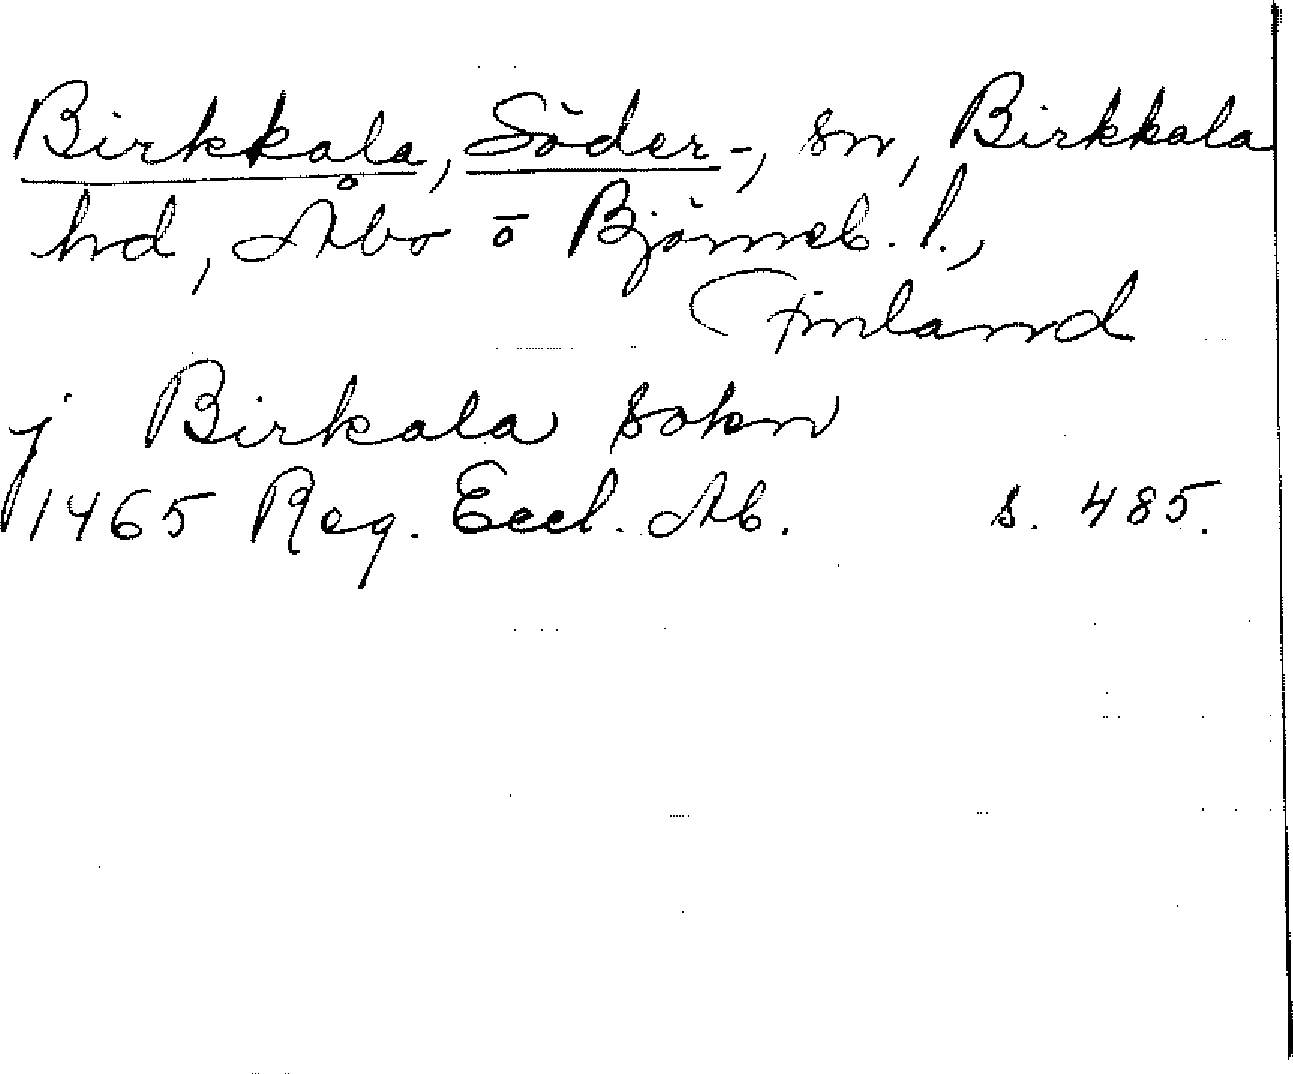 Birkkala, Söder-, sn, Birkkala
hd, Åbo o Björneb. l.,
Finland
j Birkala sokn
1465 Reg. Eccl. Ab. s. 485.